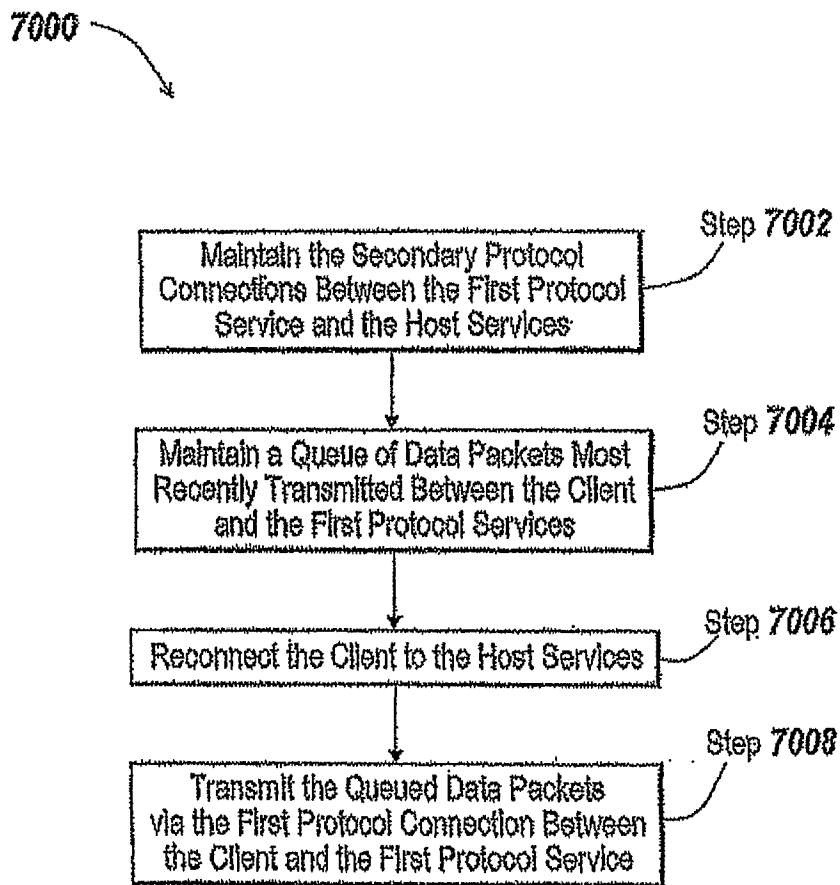 7000
Step 7002
Maintain the Secondary Protocol
Connections Between the First Protocol
Service and the Host Services
Step 7004
Maintain a Queue of Data Packets Most
Recently Transmitted Between the Client
and the First Protocol Services
Step 7006
Reconnect the Client to the Host Services
Step 7008
Transmit the Queued Data Packets
via the First Protocol Connection Between
the Client and the First Protocol Service